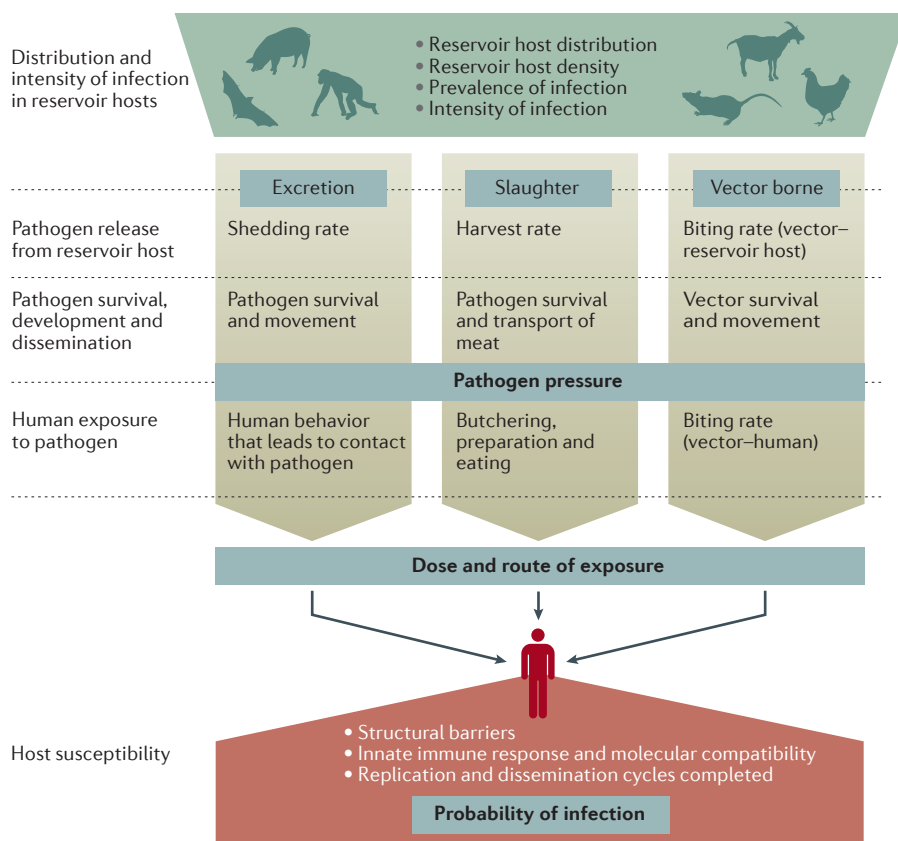 Distribution and
intensity of infection
in reservoir hosts
• Reservoir host distribution
• Reservoir host density
• Prevalence of infection
• Intensity of infection
Excretion
Slaughter
Vector borne
Pathogen release
from reservoir host
Shedding rate
Harvest rate
Biting rate (vector–
reservoir host)
Pathogen survival,
development and
dissemination
Pathogen survival
and movement
Pathogen survival
and transport of
meat
Vector survival
and movement
Pathogen pressure
Human exposure
to pathogen
Human behavior
that leads to contact
with pathogen
Butchering,
preparation and
eating
Biting rate
(vector–human)
Dose and route of exposure
Host susceptibility
• Structural barriers
• Innate immune response and molecular compatibility
• Replication and dissemination cycles completed
Probability of infection